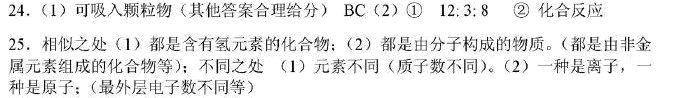 24.（1）可吸入颗粒物（其他答案合理给分） BC（2）① 12: 3: 8 ② 化合反应
25．相似之处（1）都是含有氢元素的化合物；（2）都是由分子构成的物质。（都是由非金
属元素组成的化合物等）；不同之处 （1）元素不同（质子数不同）。（2）一种是离子，一
种是原子；（最外层电子数不同等）